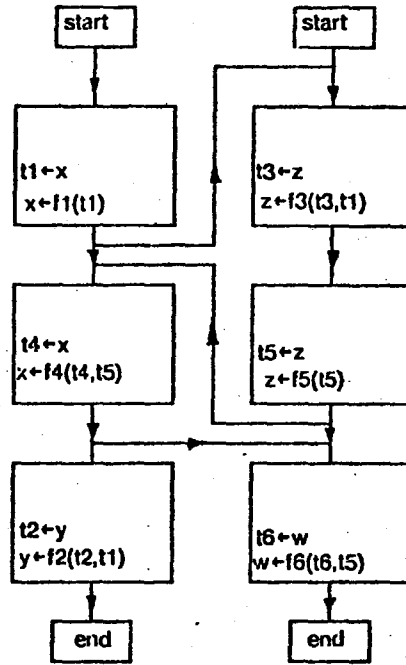 start
t1←x
x←f1(t1)
t4←x
x←f4(t4,t5)
t2←y
y←f2(t2,t1)
end
start
t3←z
z←f3(t3,t1)
t5←z
z←f5(t5)
t6←w
w←f6(t6,t5)
end